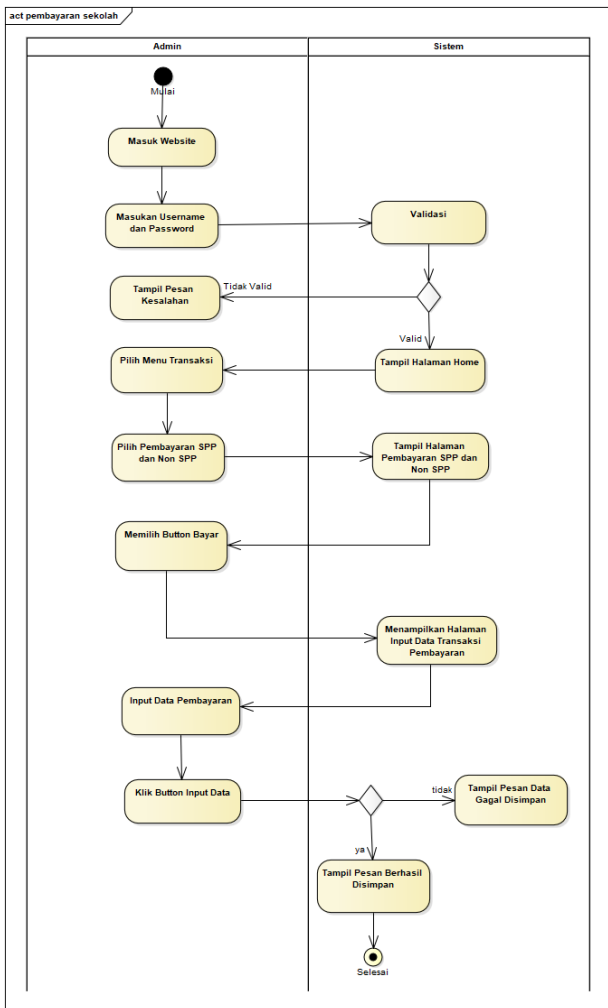 act pembayaran sekolah
Admin
Sistem
Mulai
Masuk Website
Masukan Username
dan Password
Validasi
Tampil Pesan
Kesalahan
Tidak Valid
Valid
Pilih Menu Transaksi
Tampil Halaman Home
Pilih Pembayaran SPP
dan Non SPP
Tampil Halaman
Pembayaran SPP dan
Non SPP
Memilih Button Bayar
Menampilkan Halaman
Input Data Transaksi
Pembayaran
Input Data Pembayaran
Klik Button Input Data
tidak
Tampil Pesan Data
Gagal Disimpan
ya
Tampil Pesan Berhasil
Disimpan
Selesai